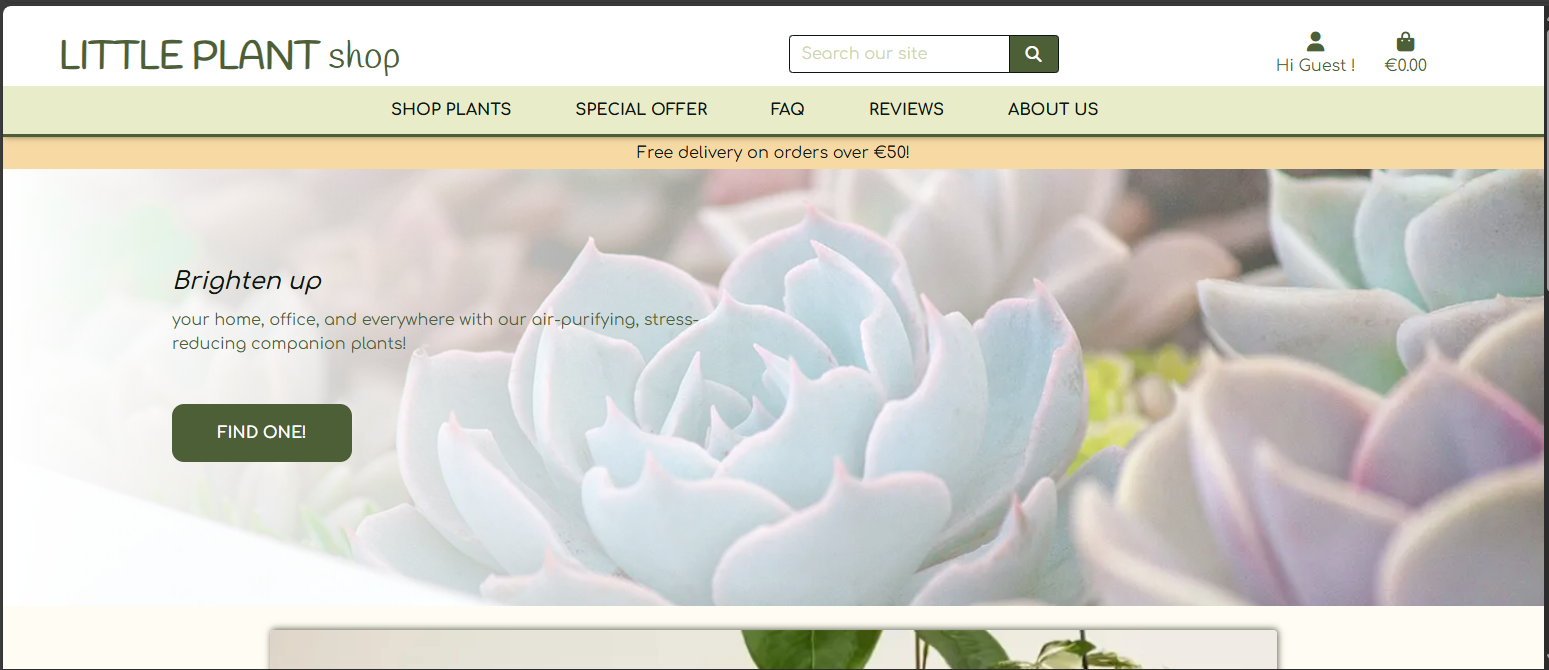 LITTLE PLANT shop
Search our site
Hi Guest !
€0.00
SHOP PLANTS
SPECIAL OFFER
FAQ
REVIEWS
ABOUT US
Free delivery on orders over €50!
Brighten up
your home, office, and everywhere with our air-purifying, stress-
reducing companion plants!
FIND ONE!